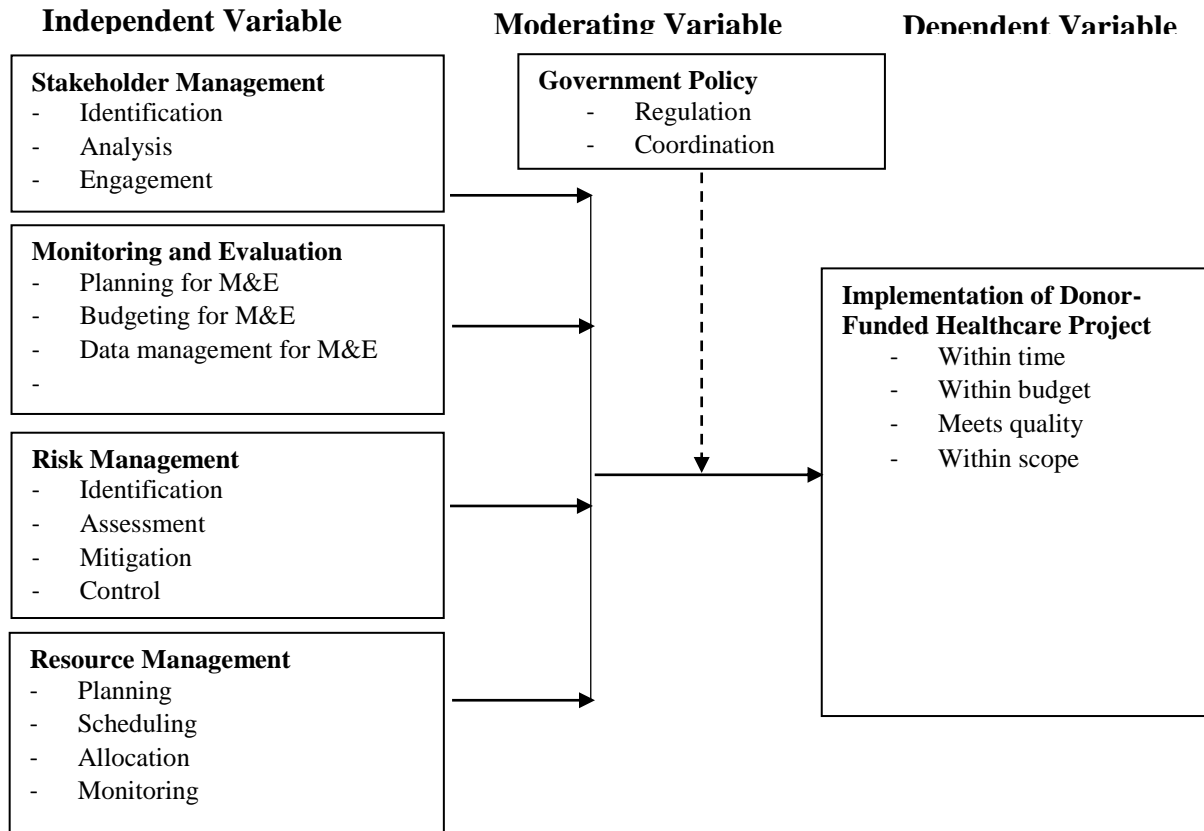 Independent Variable
Moderating Variable
Dependent Variable
Stakeholder Management
- Identification
- Analysis
- Engagement
Monitoring and Evaluation
- Planning for M&E
- Budgeting for M&E
- Data management for M&E
-
Risk Management
- Identification
- Assessment
- Mitigation
- Control
Resource Management
- Planning
- Scheduling
- Allocation
- Monitoring
Government Policy
- Regulation
- Coordination
Implementation of Donor-
Funded Healthcare Project
- Within time
- Within budget
- Meets quality
- Within scope